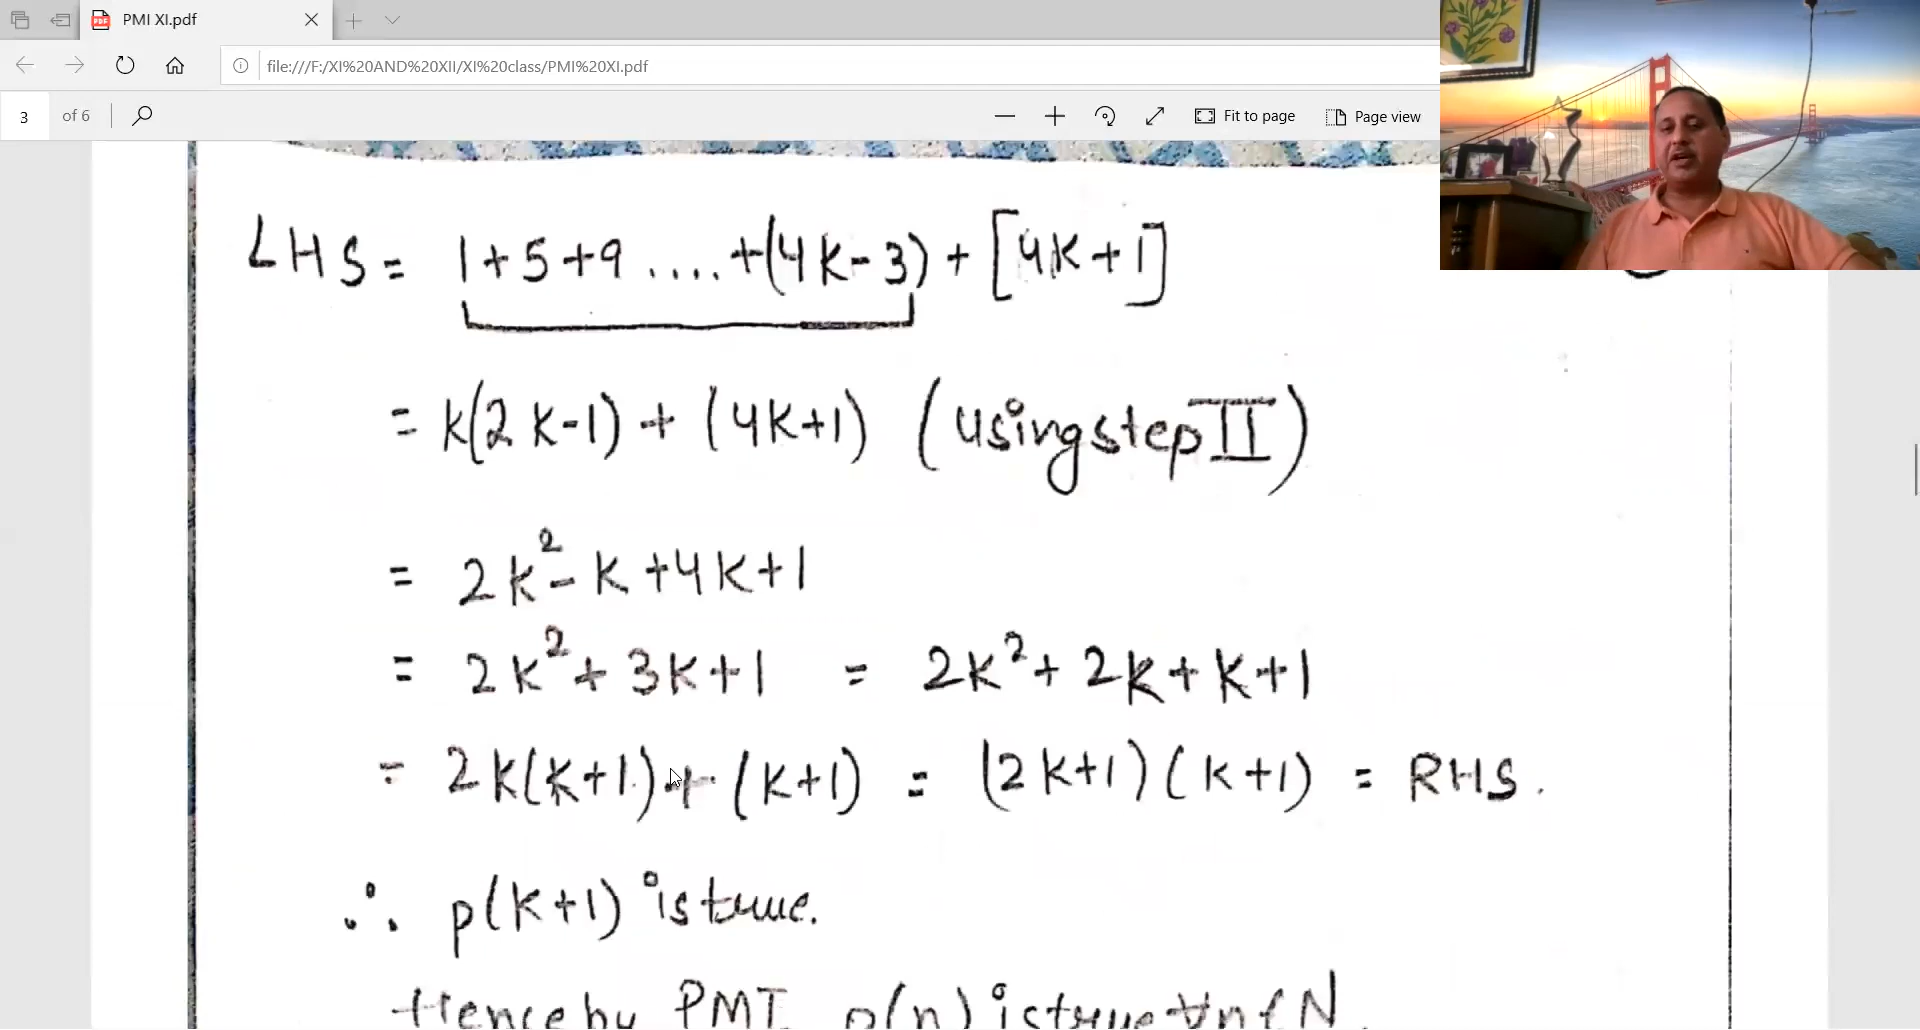 PMI XI.pdf
file:///F:/XI%20AND%20XII/XI%20class/PMI%20XI.pdf
3 of 6
Fit to page
Page view
LHS = 1+5+9 ....+(4k-3) + [4k+1]
= k(2k-1) + (4k+1) (using step II)
= 2k²-k+4k+1
= 2k²+3k+1 = 2k²+2k+k+1
= 2k(k+1)+(k+1) = (2k+1)(k+1) = RHS.
∴ p(k+1) is true.
Hence by PMI p(n) is true ∀ n ∈ N.